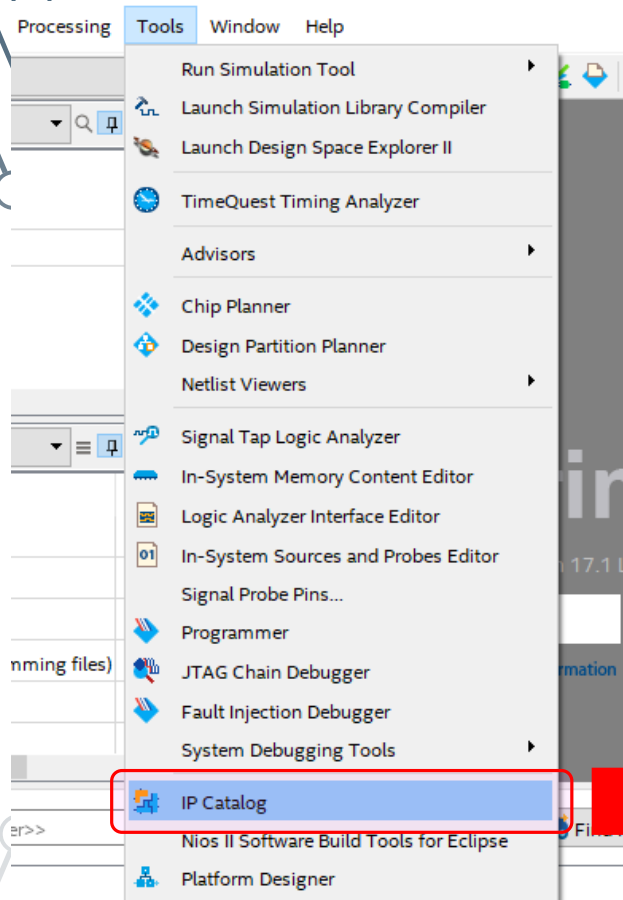 Processing Tools Window Help
Run Simulation Tool
Launch Simulation Library Compiler
Launch Design Space Explorer II
TimeQuest Timing Analyzer
Advisors
Chip Planner
Design Partition Planner
Netlist Viewers
Signal Tap Logic Analyzer
In-System Memory Content Editor
Logic Analyzer Interface Editor
01 In-System Sources and Probes Editor
17.1
Signal Probe Pins...
Programmer
mming files) JTAG Chain Debugger rmation
Fault Injection Debugger
System Debugging Tools
IP Catalog
er>>
Nios II Software Build Tools for Eclipse
Platform Designer